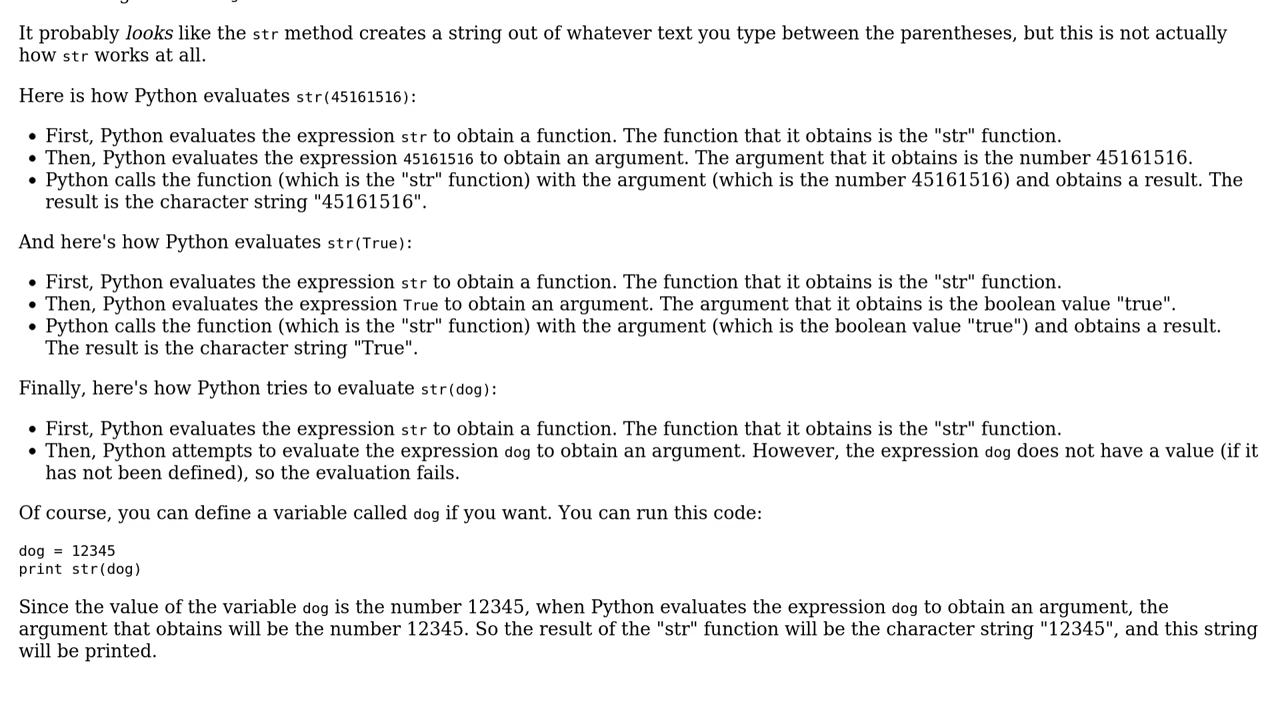 It probably looks like the str method creates a string out of whatever text you type between the parentheses, but this is not actually
how str works at all.
Here is how Python evaluates str(45161516):
• First, Python evaluates the expression str to obtain a function. The function that it obtains is the "str" function.
• Then, Python evaluates the expression 45161516 to obtain an argument. The argument that it obtains is the number 45161516.
• Python calls the function (which is the "str" function) with the argument (which is the number 45161516) and obtains a result. The
result is the character string "45161516".
And here's how Python evaluates str(True):
• First, Python evaluates the expression str to obtain a function. The function that it obtains is the "str" function.
• Then, Python evaluates the expression True to obtain an argument. The argument that it obtains is the boolean value "true".
• Python calls the function (which is the "str" function) with the argument (which is the boolean value "true") and obtains a result.
The result is the character string "True".
Finally, here's how Python tries to evaluate str(dog):
• First, Python evaluates the expression str to obtain a function. The function that it obtains is the "str" function.
• Then, Python attempts to evaluate the expression dog to obtain an argument. However, the expression dog does not have a value (if it
has not been defined), so the evaluation fails.
Of course, you can define a variable called dog if you want. You can run this code:
dog = 12345
print str(dog)
Since the value of the variable dog is the number 12345, when Python evaluates the expression dog to obtain an argument, the
argument that obtains will be the number 12345. So the result of the "str" function will be the character string "12345", and this string
will be printed.